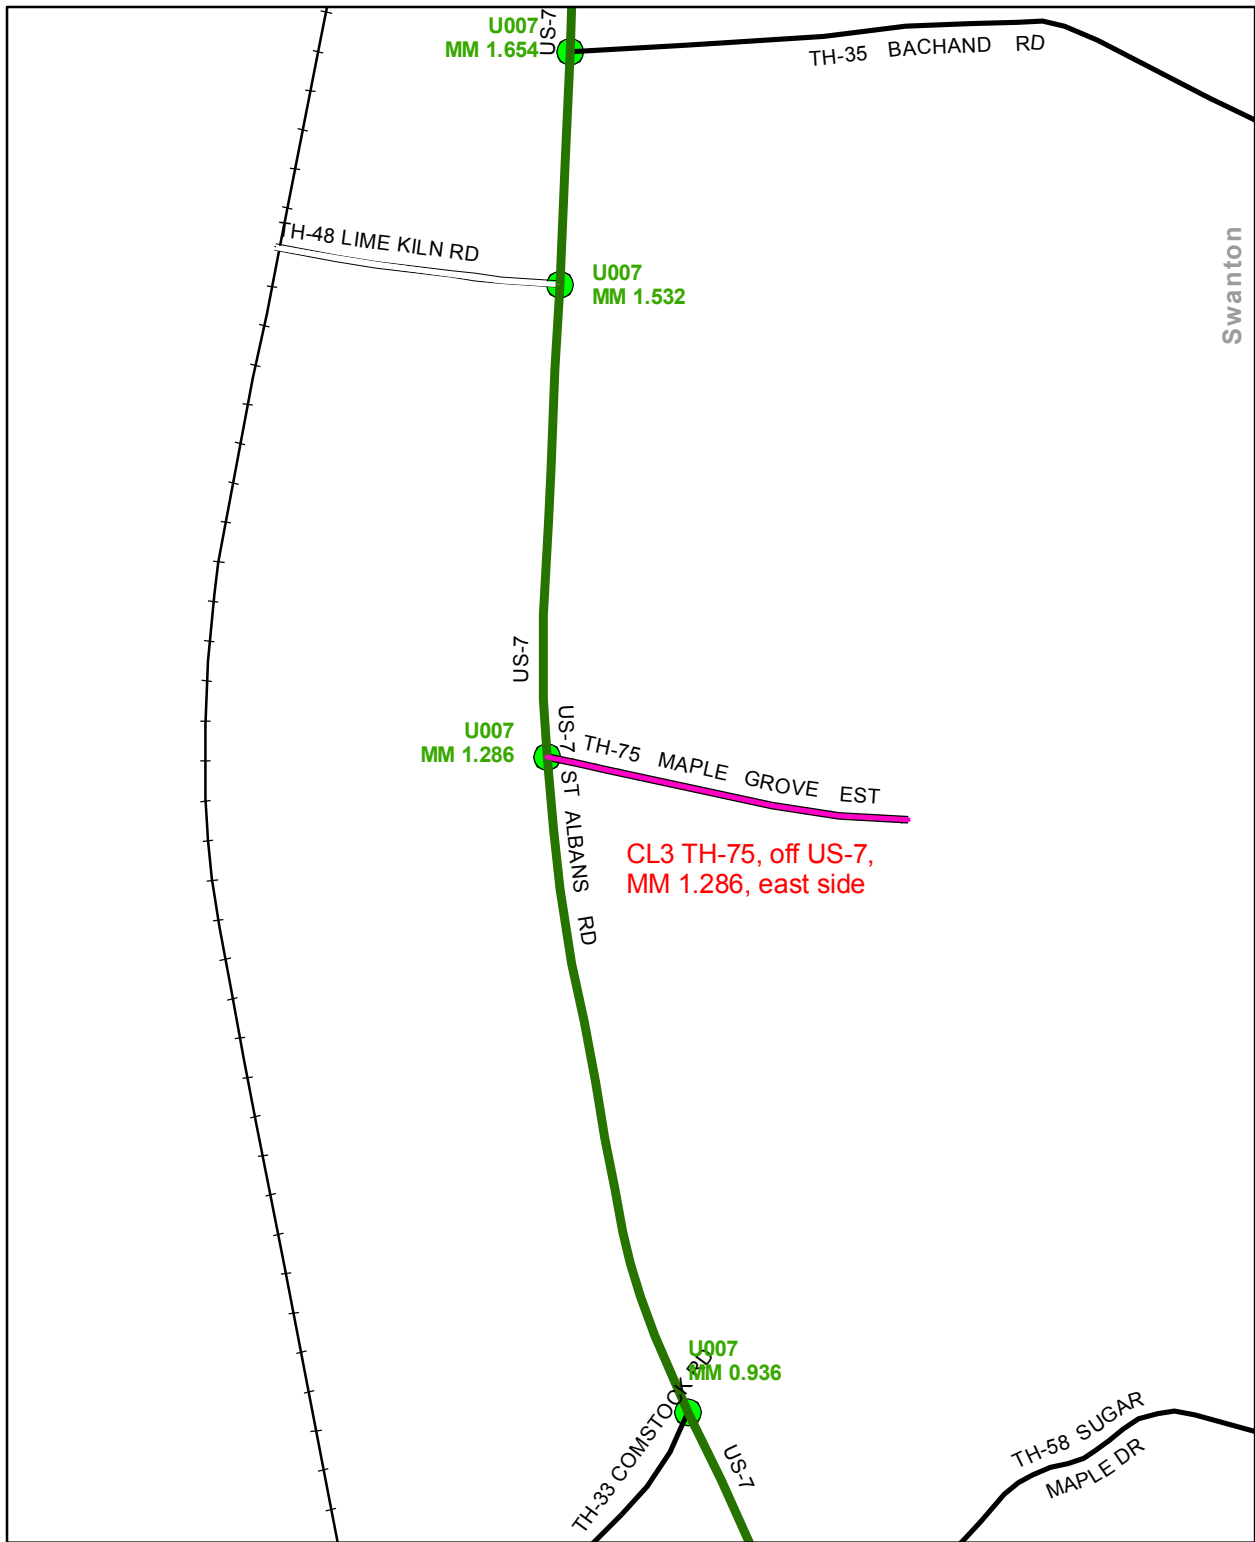 U007
MM 1.654
US-7
TH-35 BACHAND RD
TH-48 LIME KILN RD
U007
MM 1.532
Swanton
US-7
U007
MM 1.286
US-7 ST ALBANS RD
TH-75 MAPLE GROVE EST
CL3 TH-75, off US-7,
MM 1.286, east side
U007
MM 0.936
TH-33 COMSTOCK RD
US-7
TH-58 SUGAR
MAPLE DR